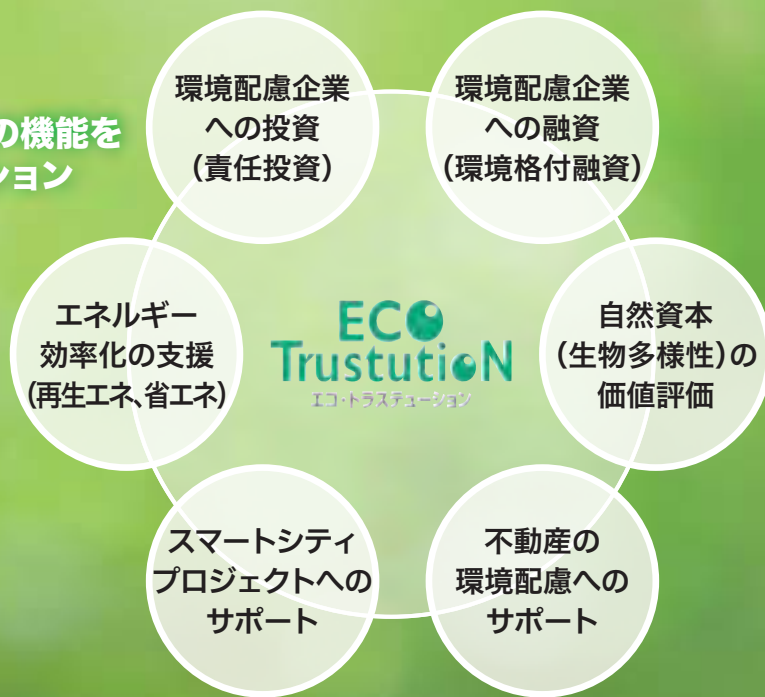 の機能を
ション
環境配慮企業
への投資
(責任投資)
環境配慮企業
への融資
(環境格付融資)
エネルギー
効率化の支援
(再生エネ、省エネ)
ECO
TrustutioN
エコ・トラステューション
自然資本
(生物多様性)の
価値評価
スマートシティ
プロジェクトへの
サポート
不動産の
環境配慮への
サポート